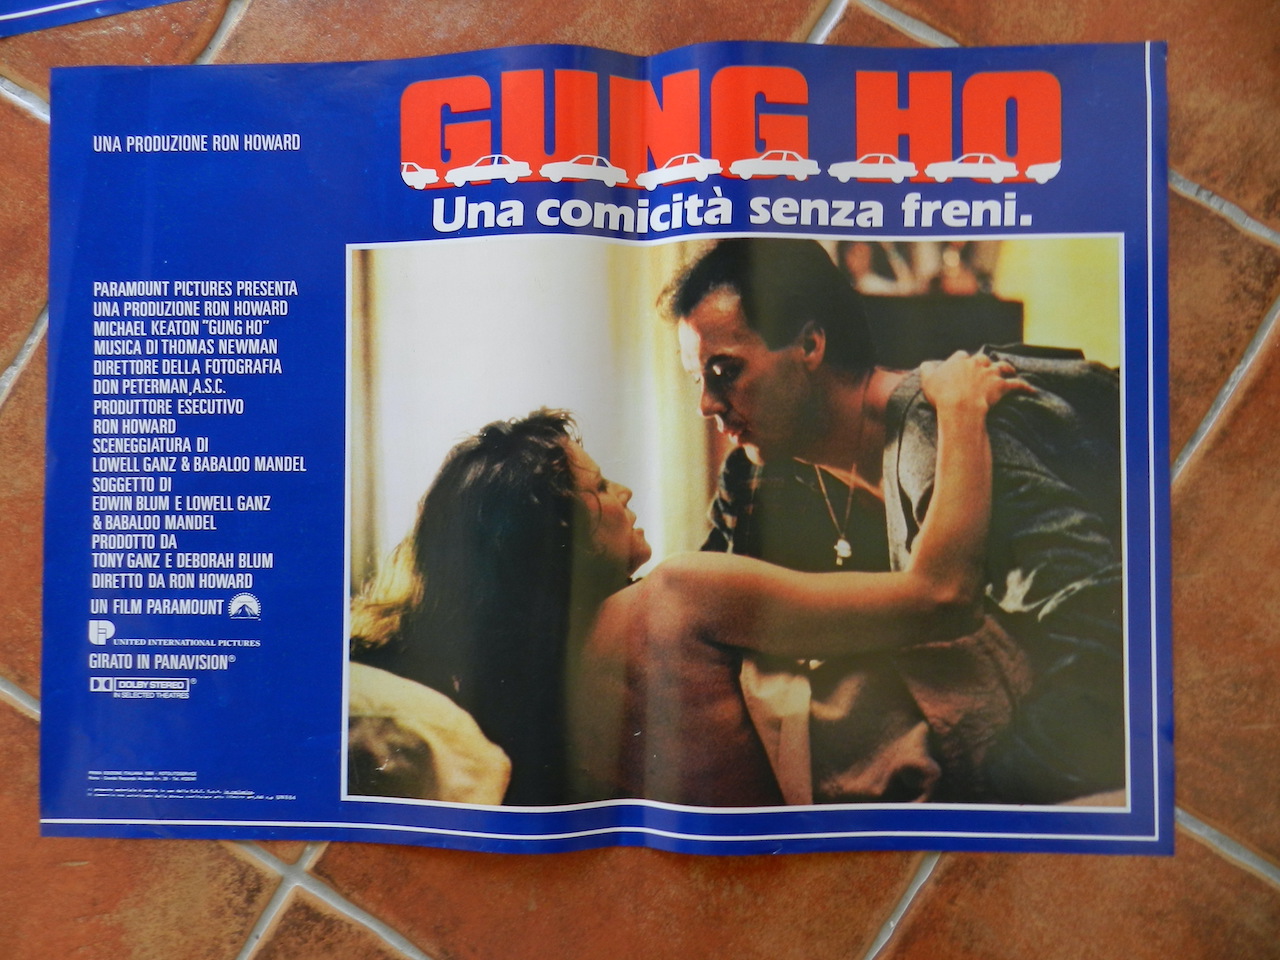 GUNG HO
Una comicità senza freni.
UNA PRODUZIONE RON HOWARD
PARAMOUNT PICTURES PRESENTA
UNA PRODUZIONE RON HOWARD
MICHAEL KEATON "GUNG HO"
MUSICA DI THOMAS NEWMAN
DIRETTORE DELLA FOTOGRAFIA
DON PETERMAN, A.S.C.
PRODUTTORE ESECUTIVO
RON HOWARD
SCENEGGIATURA DI
LOWELL GANZ & BABALOO MANDEL
SOGGETTO DI
EDWIN BLUM E LOWELL GANZ
& BABALOO MANDEL
PRODOTTO DA
TONY GANZ E DEBORAH BLUM
DIRETTO DA RON HOWARD
UN FILM PARAMOUNT
UNITED INTERNATIONAL PICTURES
GIRATO IN PANAVISION®
DOLBY STEREO ®
IN SELECTED THEATRES